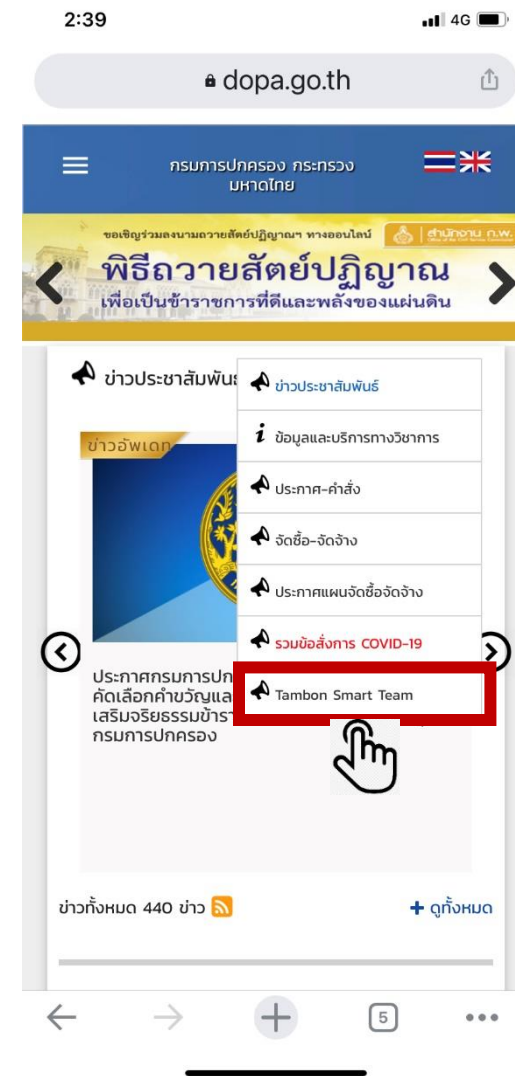 2:39
4G
dopa.go.th
กรมการปกครอง กระทรวง
มหาดไทย
ขอเชิญร่วมลงนามถวายสัตย์ปฏิญาณฯ ทางออนไลน์
สำนักงาน ก.พ.
พิธีถวายสัตย์ปฏิญาณ
เพื่อเป็นข้าราชการที่ดีและพลังของแผ่นดิน
ข่าวประชาสัมพันธ์
ข่าวประชาสัมพันธ์
ข่าวอัพเดท
ข้อมูลและบริการทางวิชาการ
ประกาศ-คำสั่ง
จัดซื้อ-จัดจ้าง
ประกาศแผนจัดซื้อจัดจ้าง
รวมข้อสั่งการ COVID-19
Tambon Smart Team
ประกาศกรมการปก
คัดเลือกคำขวัญแล
เสริมจริยธรรมข้ารา
กรมการปกครอง
ข่าวทั้งหมด 440 ข่าว
+ ดูทั้งหมด
5